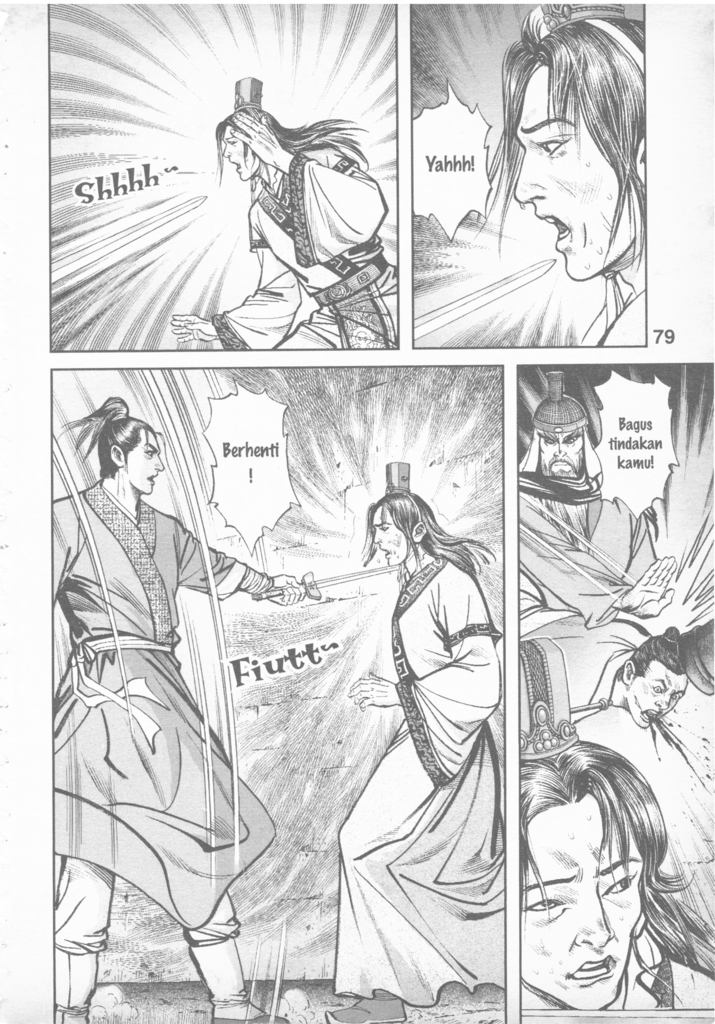 Shhhh~
Yahhh!
79
Berhenti
!
Fiutt~
Bagus
tindakan
kamu!